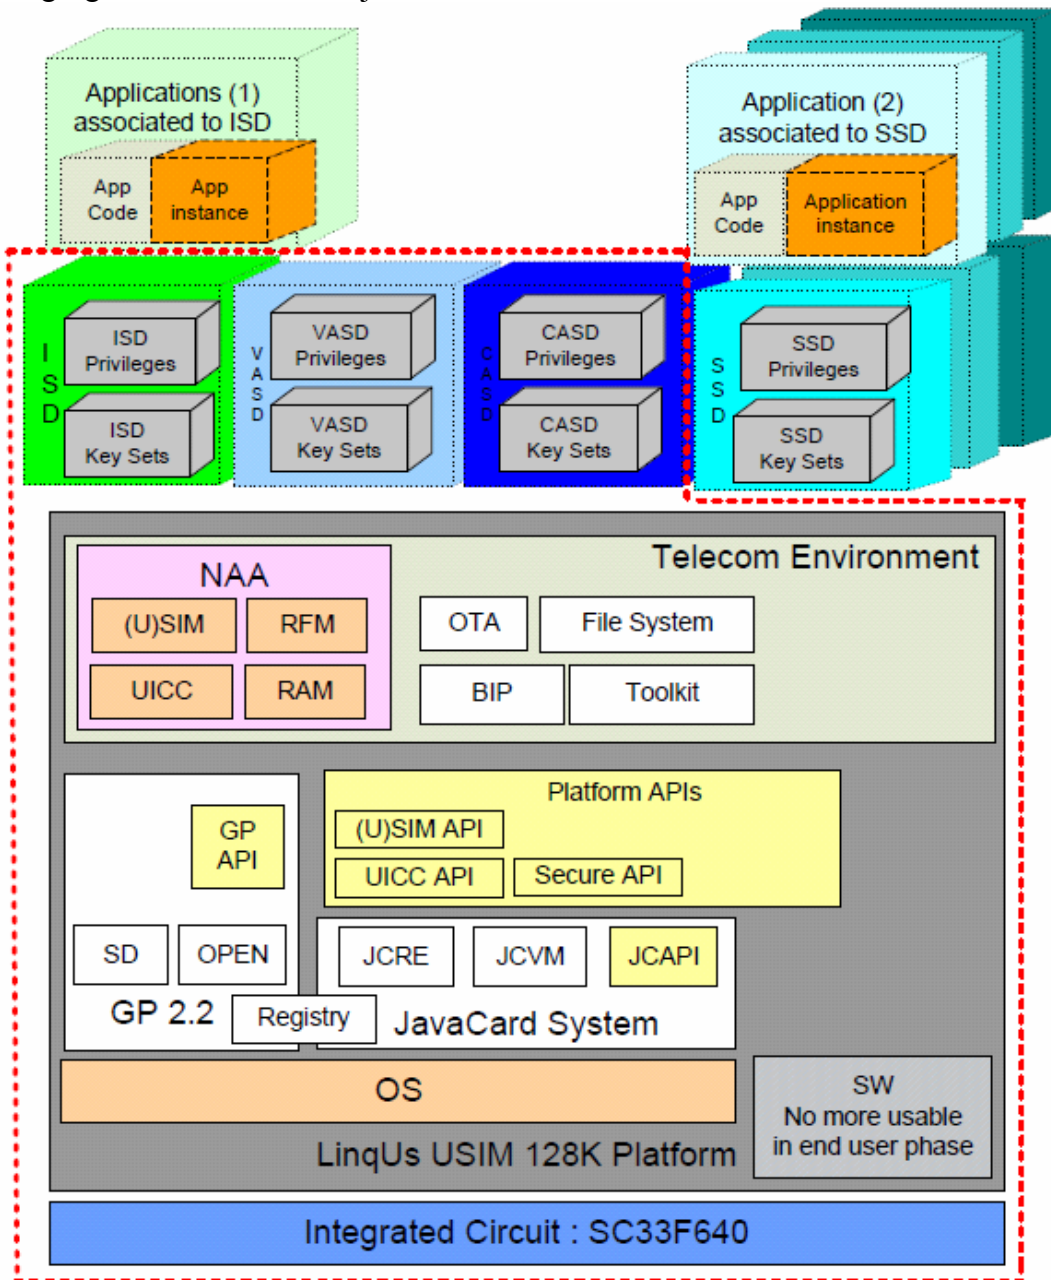 Applications (1)
associated to ISD
App
Code
App
instance
Application (2)
associated to SSD
App
Code
Application
instance
ISD
ISD
Privileges
ISD
Key Sets
VASD
VASD
Privileges
VASD
Key Sets
CASD
CASD
Privileges
CASD
Key Sets
SSD
SSD
Privileges
SSD
Key Sets
Telecom Environment
NAA
(U)SIM
RFM
UICC
RAM
OTA
File System
BIP
Toolkit
GP
API
SD
OPEN
GP 2.2
Registry
Platform APIs
(U)SIM API
UICC API
Secure API
JCRE
JCVM
JCAPI
JavaCard System
OS
SW
No more usable
in end user phase
LinqUs USIM 128K Platform
Integrated Circuit : SC33F640